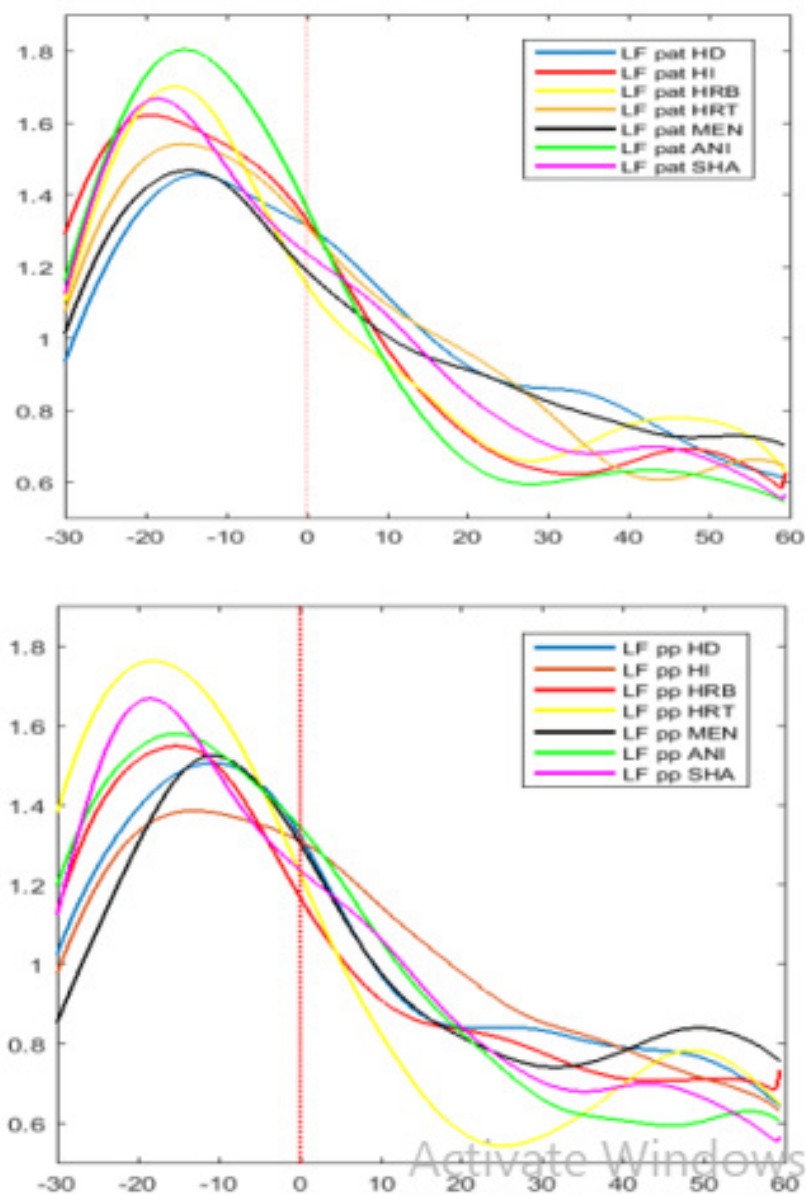 1.8
1.6
1.4
1.2
1
0.8
0.6
-30 -20 -10 0 10 20 30 40 50 60
LF pat HD
LF pat HI
LF pat HRB
LF pat HRT
LF pat MEN
LF pat ANI
LF pat SHA
1.8
1.6
1.4
1.2
1
0.8
0.6
-30 -20 -10 0 10 20 30 40 50 60
LF pp HD
LF pp HI
LF pp HRB
LF pp HRT
LF pp MEN
LF pp ANI
LF pp SHA
Activate Windows